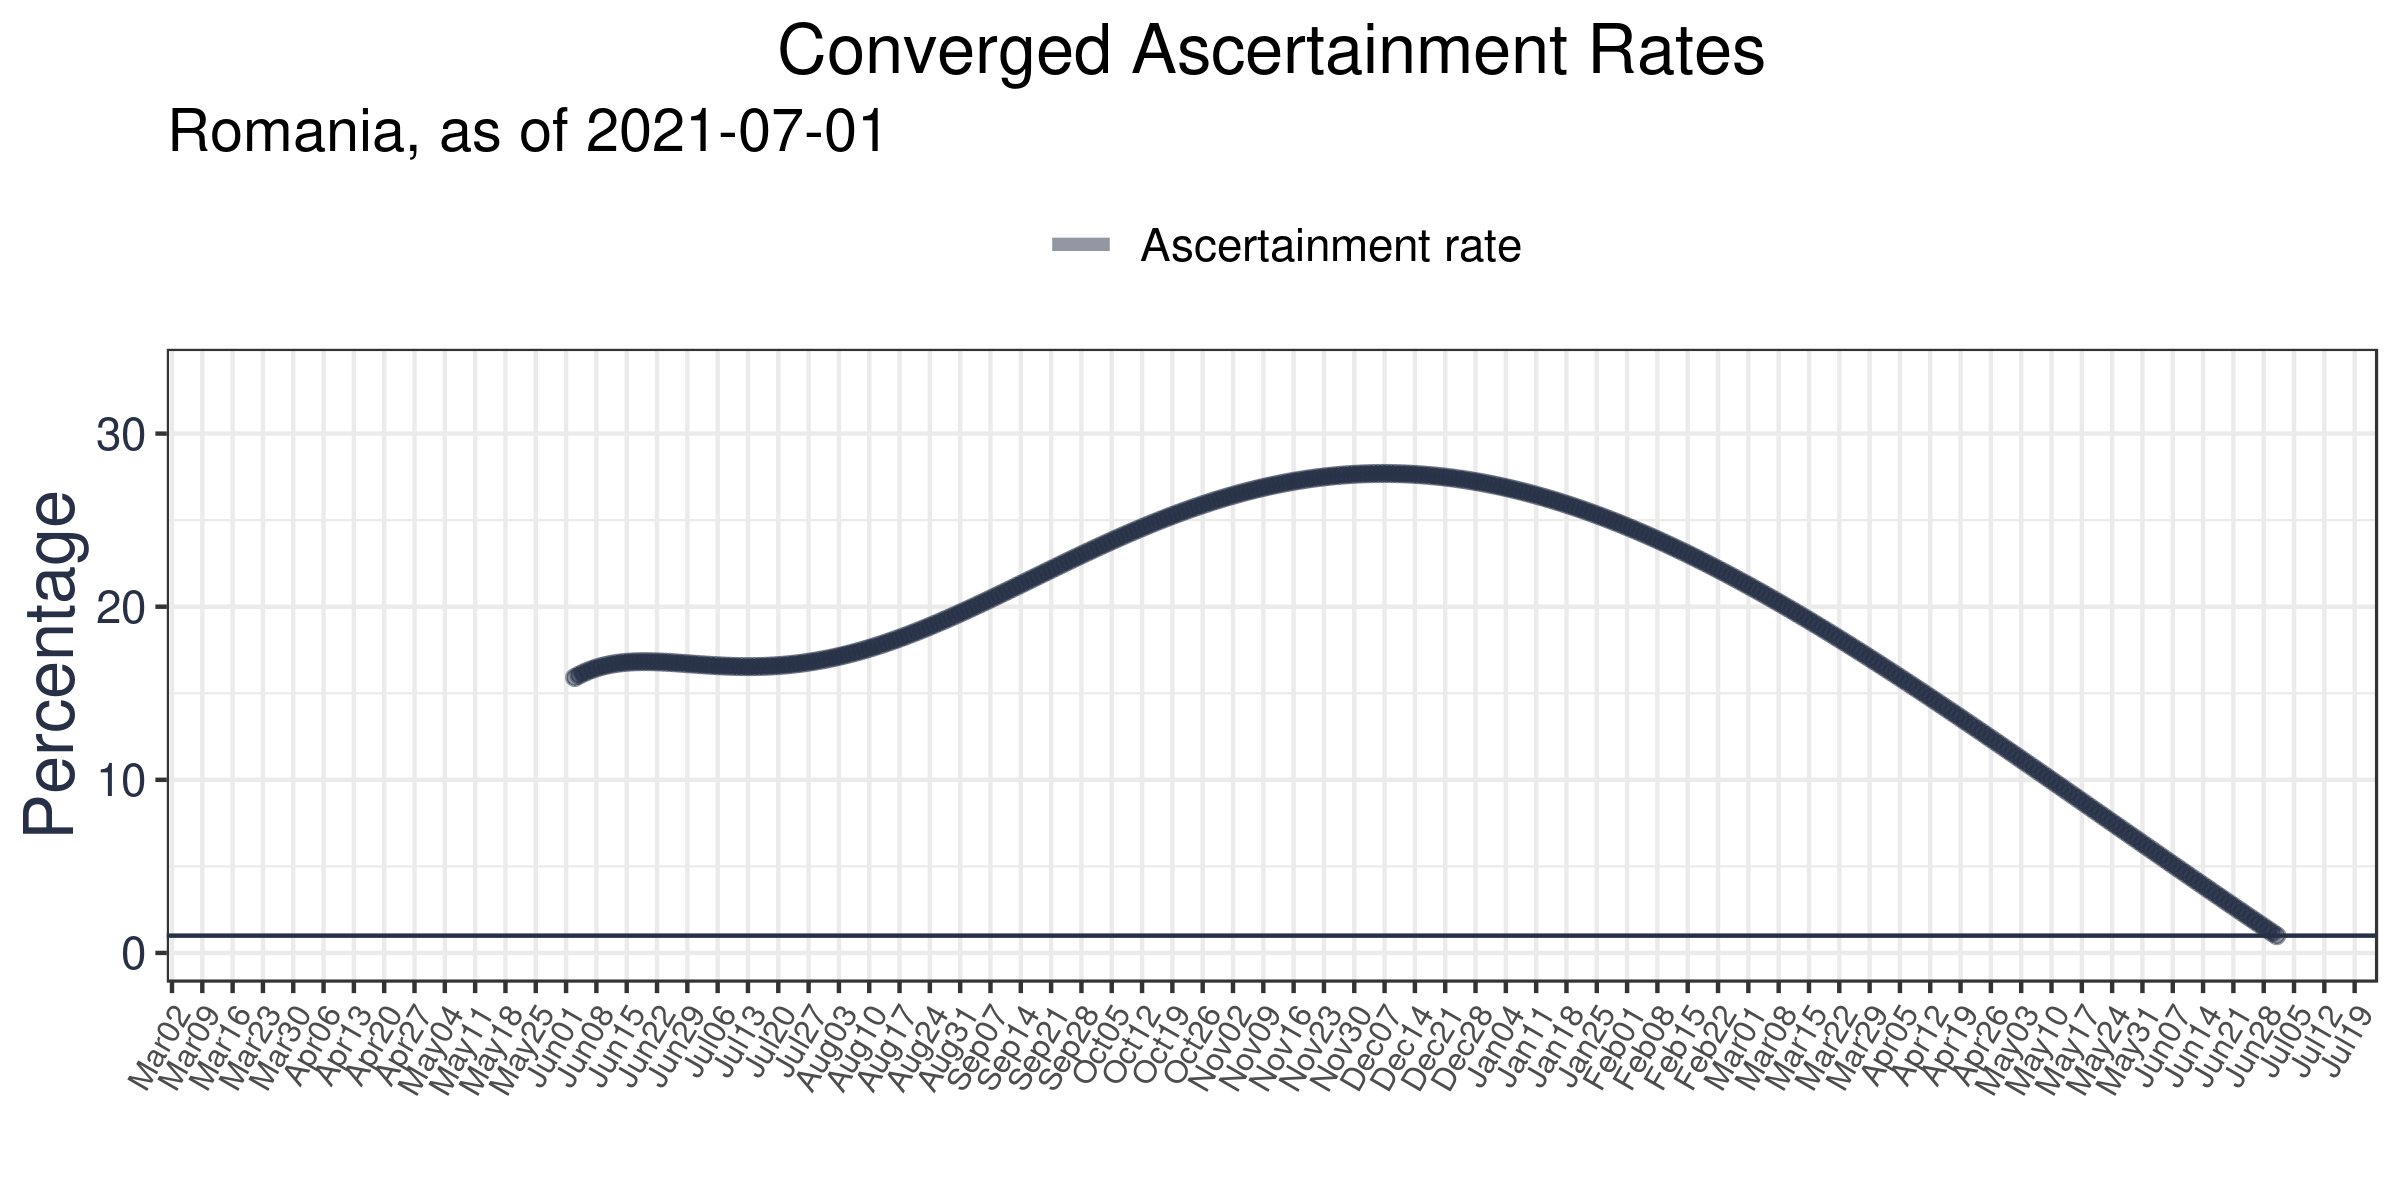 Converged Ascertainment Rates
Romania, as of 2021-07-01
Ascertainment rate
Percentage
30
20
10
0
Mar02
Mar09
Mar16
Mar23
Mar30
Apr06
Apr13
Apr20
Apr27
May04
May11
May18
May25
Jun01
Jun08
Jun15
Jun22
Jun29
Jul06
Jul13
Jul20
Jul27
Aug03
Aug10
Aug17
Aug24
Aug31
Sep07
Sep14
Sep21
Sep28
Oct05
Oct12
Oct19
Oct26
Nov02
Nov09
Nov16
Nov23
Nov30
Dec07
Dec14
Dec21
Dec28
Jan04
Jan11
Jan18
Jan25
Feb01
Feb08
Feb15
Feb22
Mar01
Mar08
Mar15
Mar22
Mar29
Apr05
Apr12
Apr19
Apr26
May03
May10
May17
May24
May31
Jun07
Jun14
Jun21
Jun28
Jul05
Jul12
Jul19